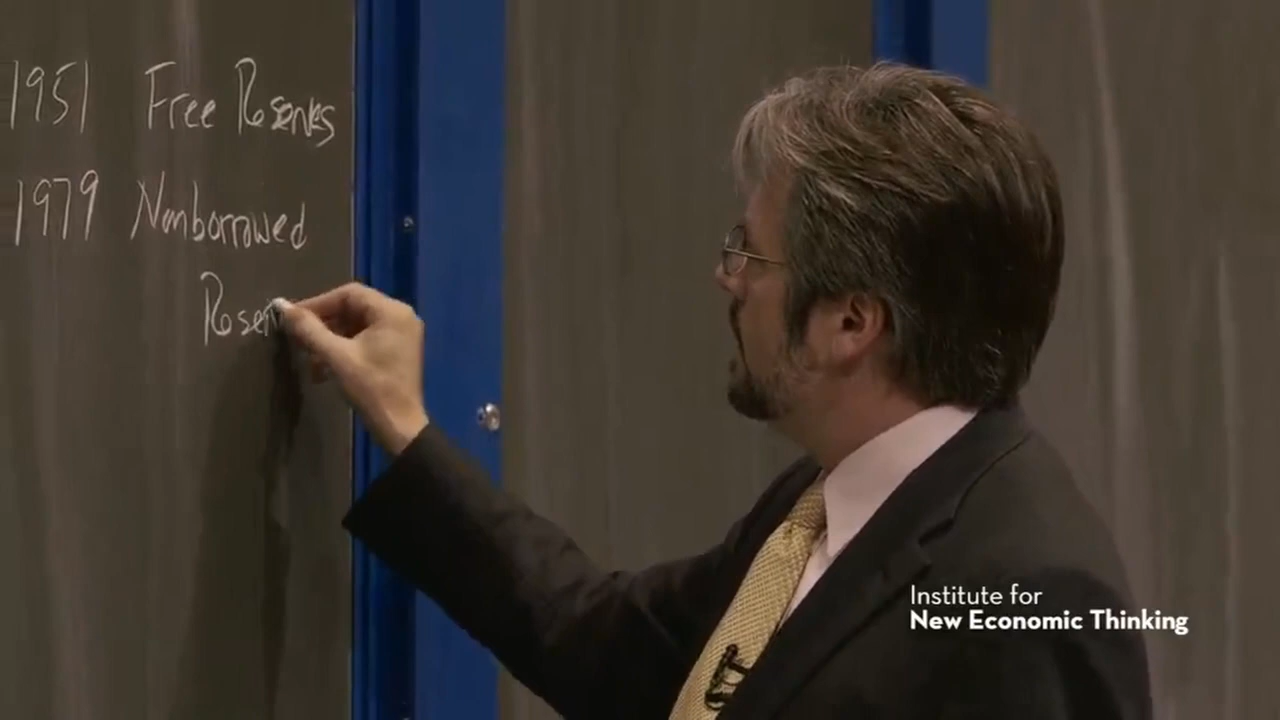 1951 Free Reserves
1979 Nonborrowed
Reser
Institute for
New Economic Thinking